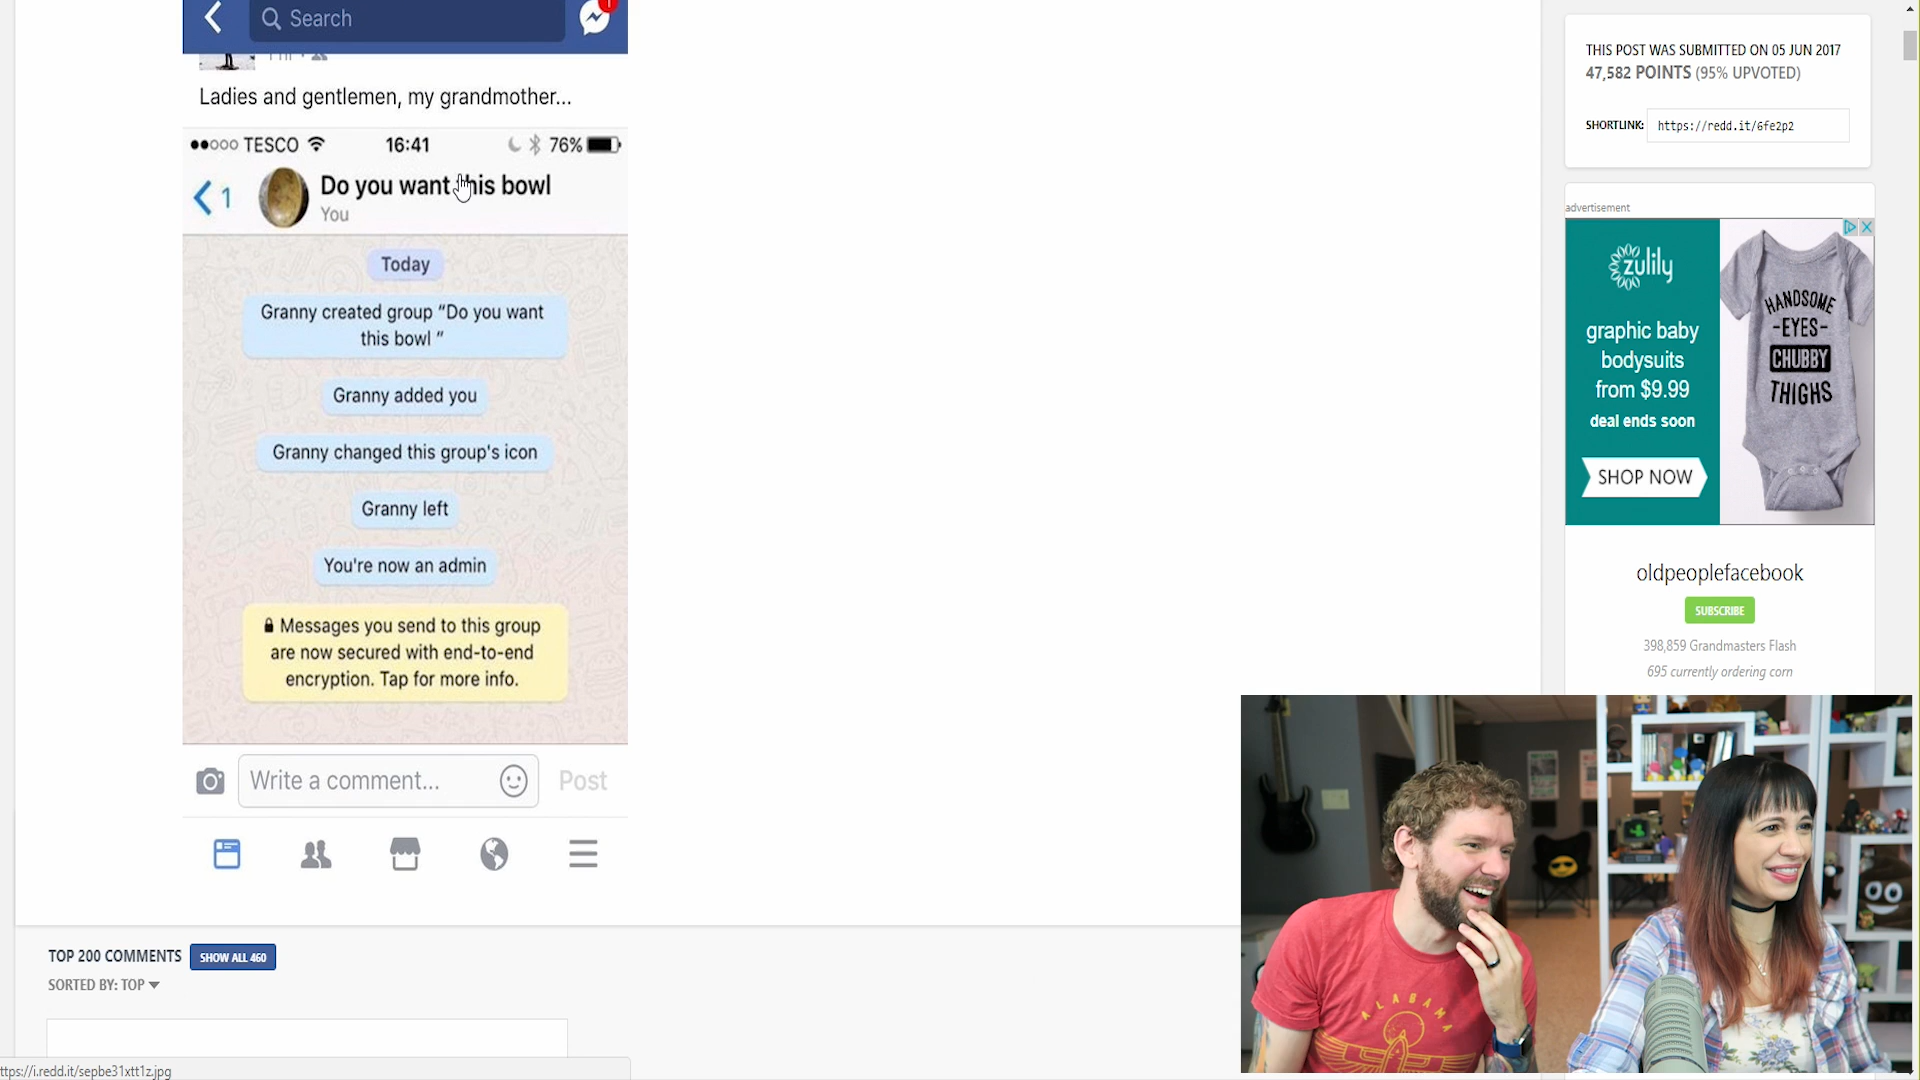 Search
1
Ladies and gentlemen, my grandmother...
TESCO 16:41 76%
1
Do you want this bowl
You
Today
Granny created group “Do you want
this bowl “
Granny added you
Granny changed this group's icon
Granny left
You're now an admin
Messages you send to this group
are now secured with end-to-end
encryption. Tap for more info.
Write a comment...
Post
TOP 200 COMMENTS SHOW ALL 460
SORTED BY: TOP
ttps://i.redd.it/sepbe31xtt1z.jpg
THIS POST WAS SUBMITTED ON 05 JUN 2017
47,582 POINTS (95% UPVOTED)
SHORTLINK: https://redd.it/6fe2p2
advertisement
zulily
graphic baby
bodysuits
from $9.99
deal ends soon
SHOP NOW
HANDSOME
-EYES-
CHUBBY
THIGHS
oldpeoplefacebook
SUBSCRIBE
398,859 Grandmasters Flash
695 currently ordering corn
ALABAMA